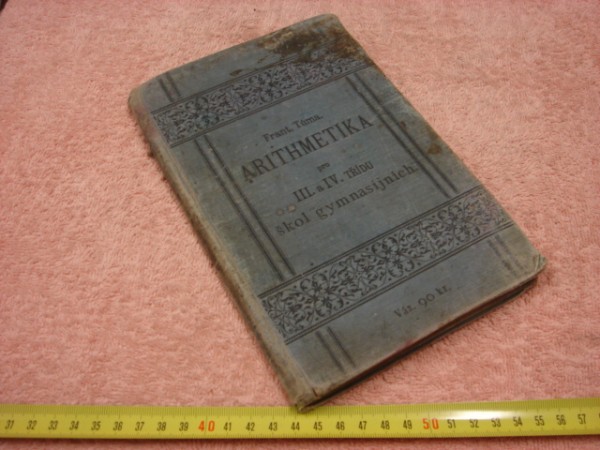 Frant. Tůma.
ARITHMETIKA
pro
III. a IV. TŘÍDU
škol gymnasijních.
Váz. 90 kr.
31 32 33 34 35 36 37 38 39 40 41 42 43 44 45 46 47 48 49 50 51 52 53 54 55 56 57